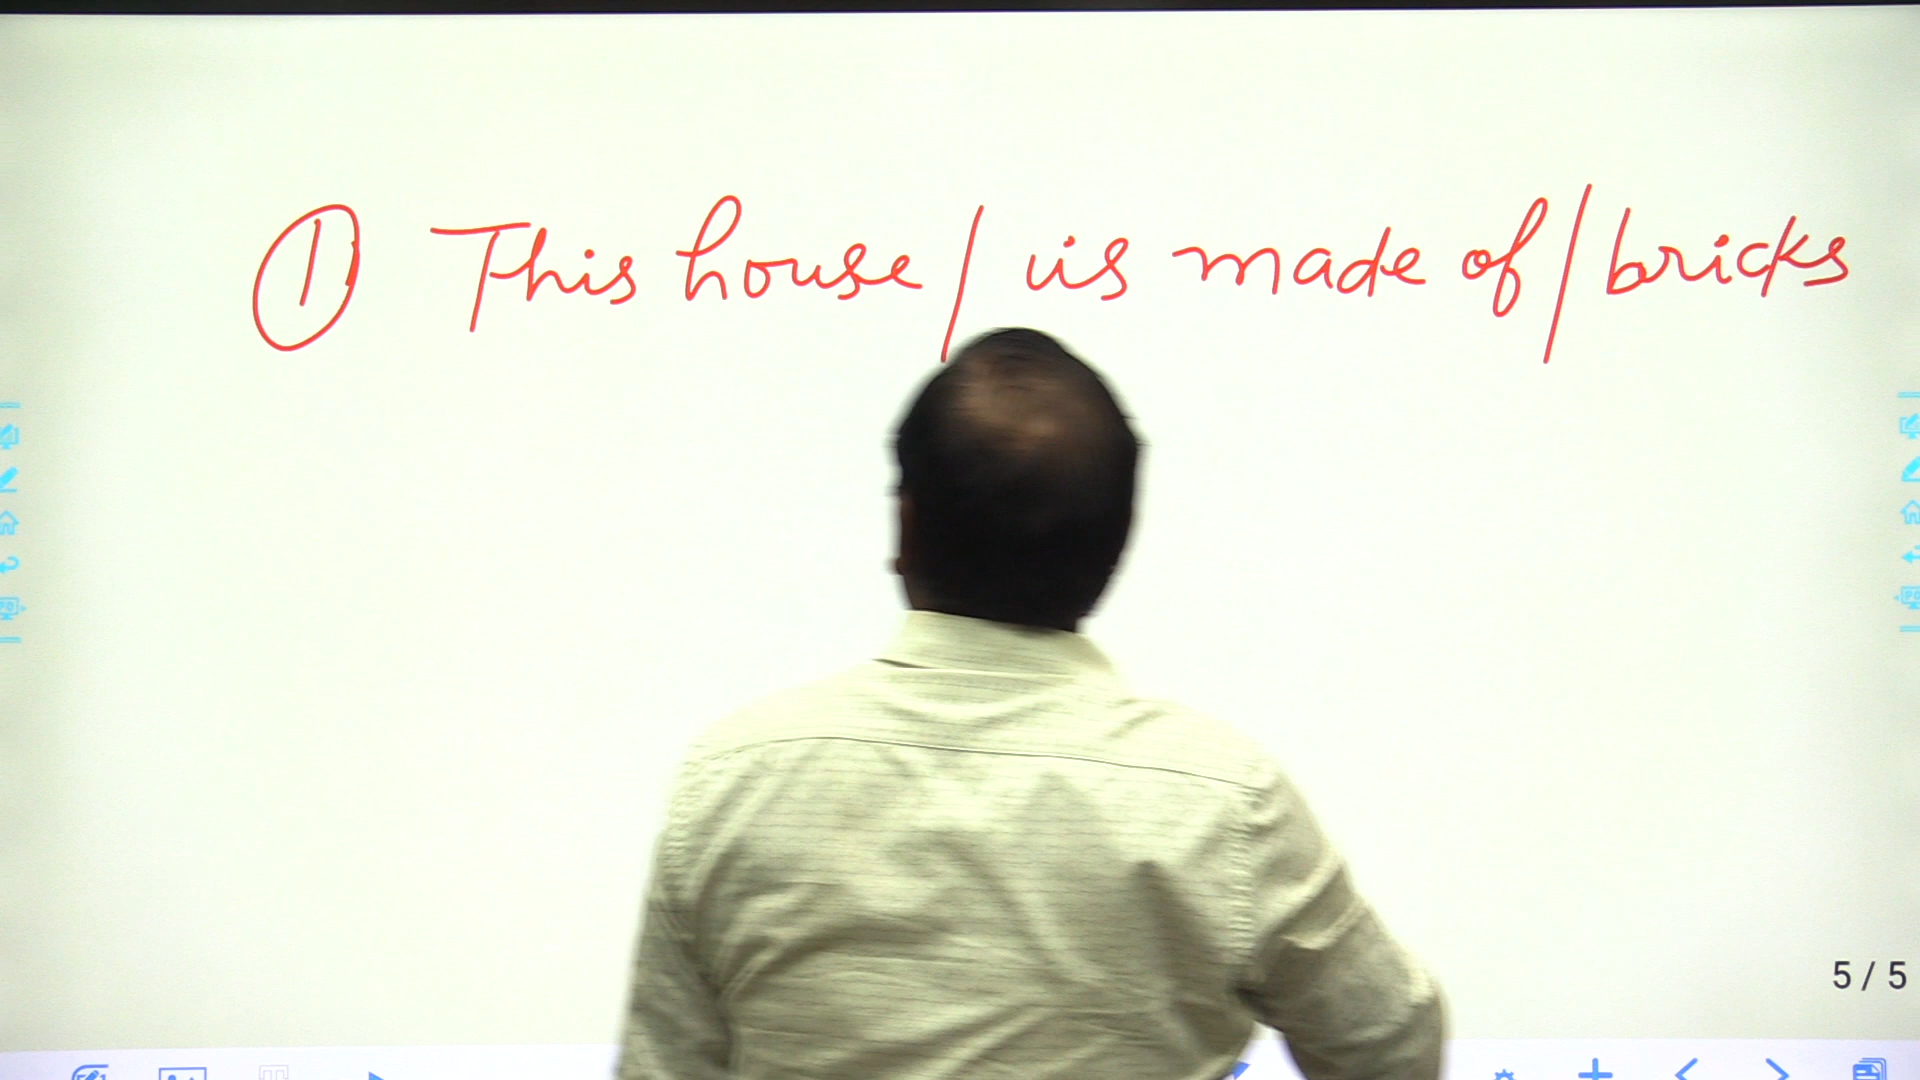 ① This house / is made of / bricks
5 / 5